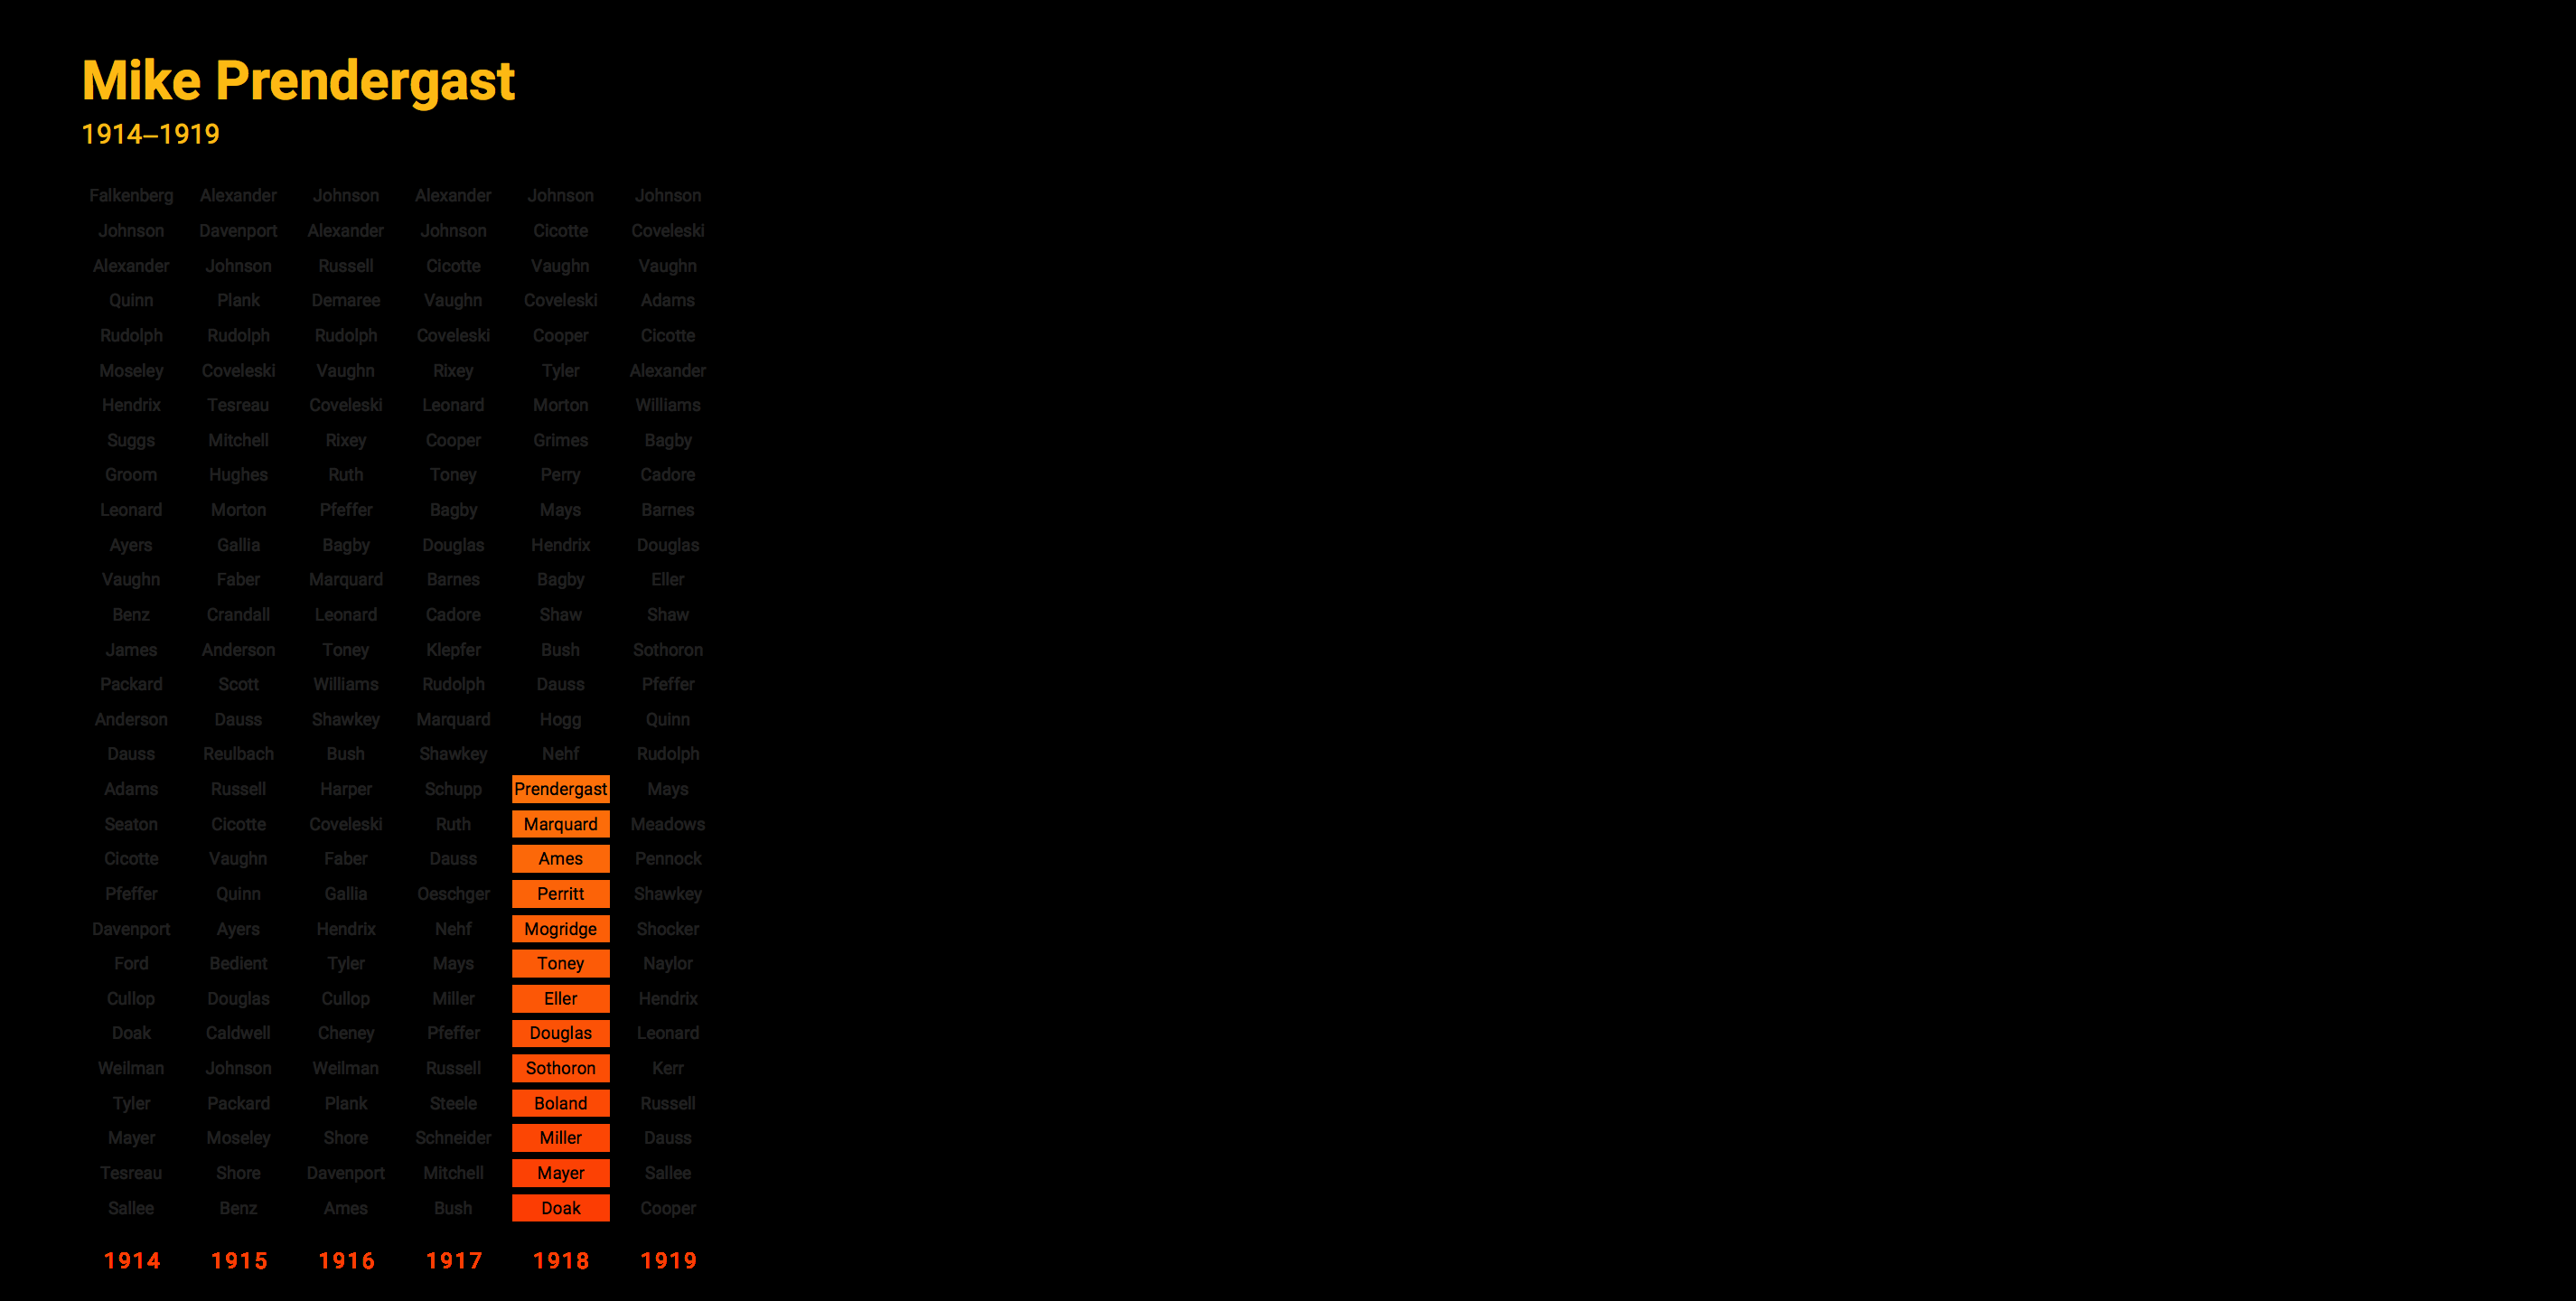 Mike Prendergast
1914–1919
Falkenberg Alexander Johnson Alexander Johnson Johnson
Johnson Davenport Alexander Johnson Cicotte Coveleski
Alexander Johnson Russell Cicotte Vaughn Vaughn
Quinn Plank Demaree Vaughn Coveleski Adams
Rudolph Rudolph Rudolph Coveleski Cooper Cicotte
Moseley Coveleski Vaughn Rixey Tyler Alexander
Hendrix Tesreau Coveleski Leonard Morton Williams
Suggs Mitchell Rixey Cooper Grimes Bagby
Groom Hughes Ruth Toney Perry Cadore
Leonard Morton Pfeffer Bagby Mays Barnes
Ayers Gallia Bagby Douglas Hendrix Douglas
Vaughn Faber Marquard Barnes Bagby Eller
Benz Crandall Leonard Cadore Shaw Shaw
James Anderson Toney Klepfer Bush Sothoron
Packard Scott Williams Rudolph Dauss Pfeffer
Anderson Dauss Shawkey Marquard Hogg Quinn
Dauss Reulbach Bush Shawkey Nehf Rudolph
Adams Russell Harper Schupp Prendergast Mays
Seaton Cicotte Coveleski Ruth Marquard Meadows
Cicotte Vaughn Faber Dauss Ames Pennock
Pfeffer Quinn Gallia Oeschger Perritt Shawkey
Davenport Ayers Hendrix Nehf Mogridge Shocker
Ford Bedient Tyler Mays Toney Naylor
Cullop Douglas Cullop Miller Eller Hendrix
Doak Caldwell Cheney Pfeffer Douglas Leonard
Weilman Johnson Weilman Russell Sothoron Kerr
Tyler Packard Plank Steele Boland Russell
Mayer Moseley Shore Schneider Miller Dauss
Tesreau Shore Davenport Mitchell Mayer Sallee
Sallee Benz Ames Bush Doak Cooper
1914 1915 1916 1917 1918 1919